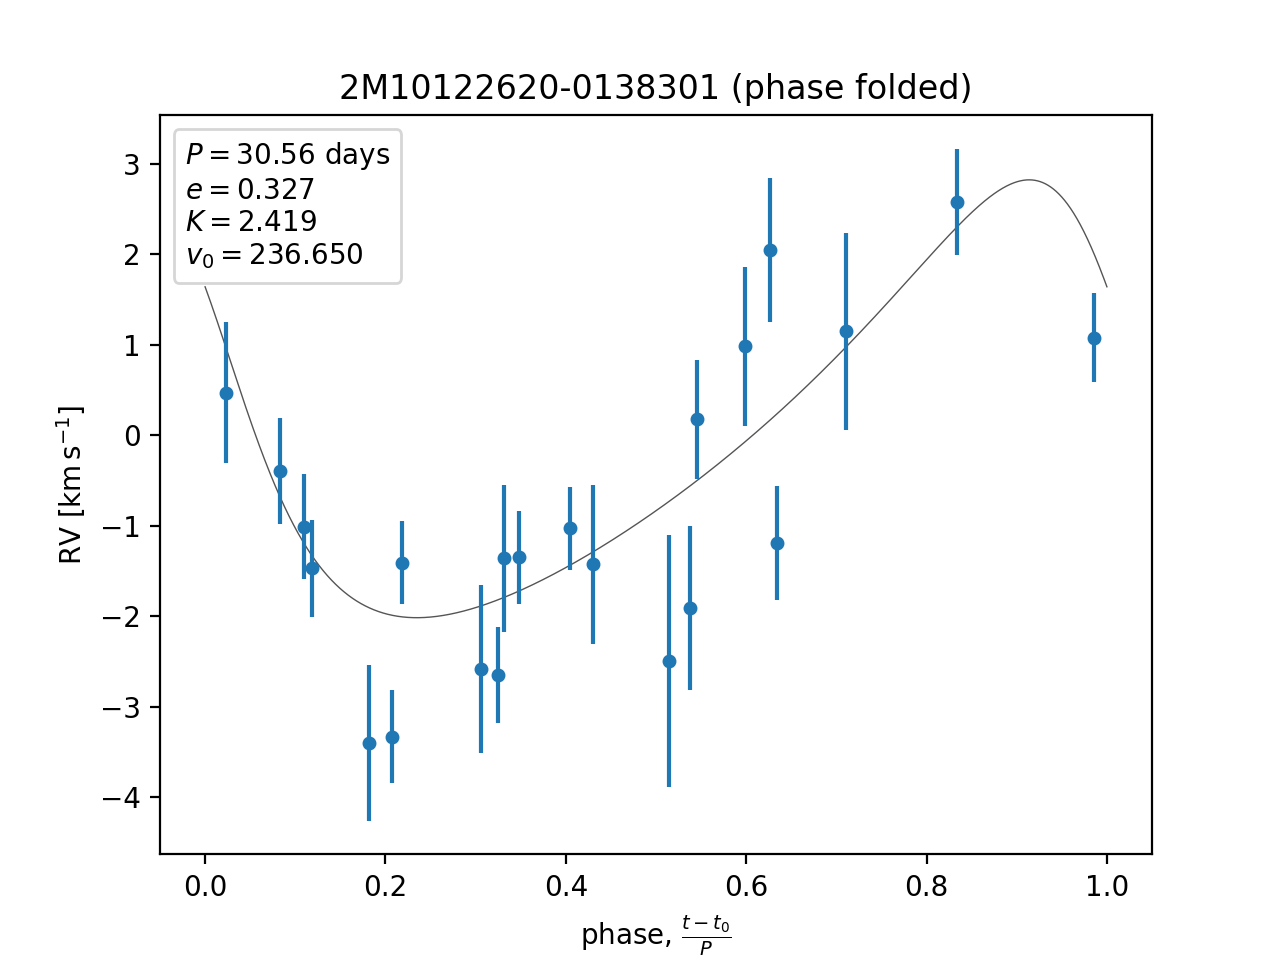 2M10122620-0138301 (phase folded)
P = 30.56 days
e = 0.327
K = 2.419
v₀ = 236.650
3
2
1
0
−1
−2
−3
−4
RV [km s⁻¹]
0.0 0.2 0.4 0.6 0.8 1.0
phase, (t − t₀)/P